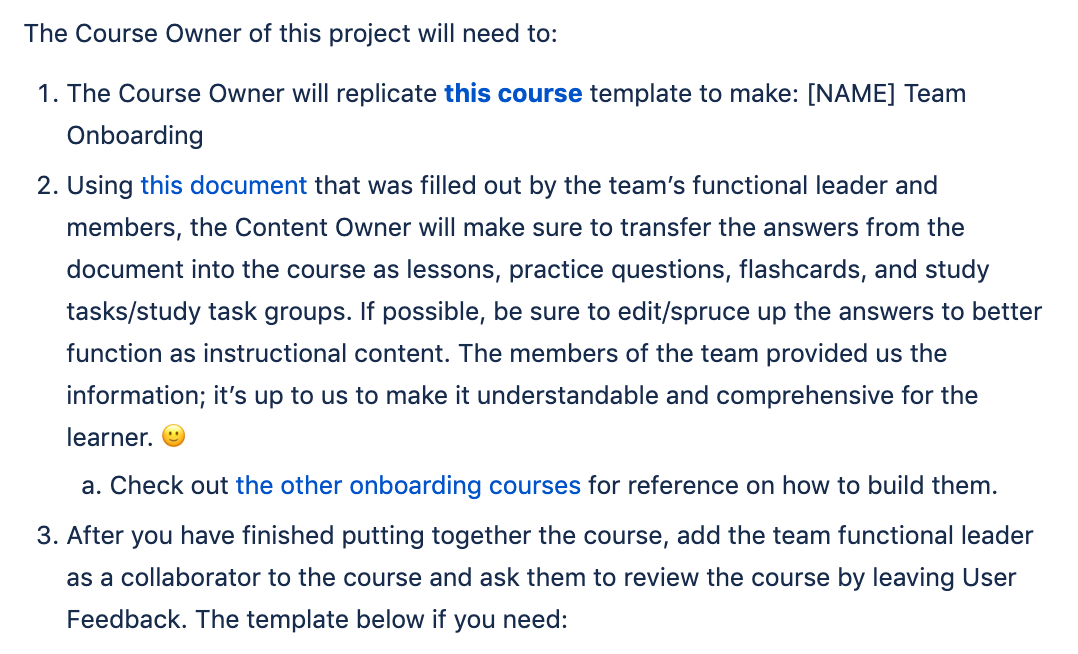 The Course Owner of this project will need to:
1. The Course Owner will replicate this course template to make: [NAME] Team
Onboarding
2. Using this document that was filled out by the team’s functional leader and
members, the Content Owner will make sure to transfer the answers from the
document into the course as lessons, practice questions, flashcards, and study
tasks/study task groups. If possible, be sure to edit/spruce up the answers to better
function as instructional content. The members of the team provided us the
information; it’s up to us to make it understandable and comprehensive for the
learner. 🙂
a. Check out the other onboarding courses for reference on how to build them.
3. After you have finished putting together the course, add the team functional leader
as a collaborator to the course and ask them to review the course by leaving User
Feedback. The template below if you need: